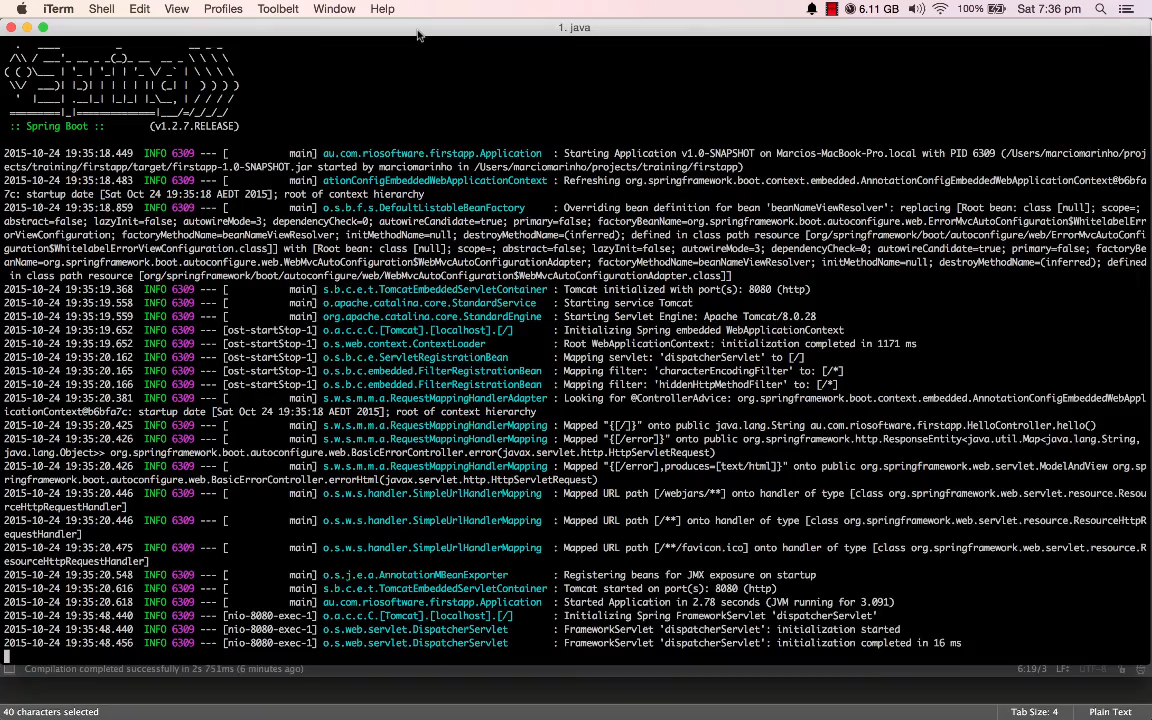 iTerm Shell Edit View Profiles Toolbelt Window Help 6.11 GB 100% Sat 7:36 pm
1. java
:: Spring Boot ::        (v1.2.7.RELEASE)
2015-10-24 19:35:18.449  INFO 6309 --- [           main] au.com.riosoftware.firstapp.Application  : Starting Application v1.0-SNAPSHOT on Marcios-MacBook-Pro.local with PID 6309 (/Users/marciomarinho/proj
ects/training/firstapp/target/firstapp-1.0-SNAPSHOT.jar started by marciomarinho in /Users/marciomarinho/projects/training/firstapp)
2015-10-24 19:35:18.483  INFO 6309 --- [           main] ationConfigEmbeddedWebApplicationContext : Refreshing org.springframework.boot.context.embedded.AnnotationConfigEmbeddedWebApplicationContext@b6bfa
7c: startup date [Sat Oct 24 19:35:18 AEDT 2015]; root of context hierarchy
2015-10-24 19:35:18.859  INFO 6309 --- [           main] o.s.b.f.s.DefaultListableBeanFactory     : Overriding bean definition for bean 'beanNameViewResolver': replacing [Root bean: class [null]; scope=;
abstract=false; lazyInit=false; autowireMode=3; dependencyCheck=0; autowireCandidate=true; primary=false; factoryBeanName=org.springframework.boot.autoconfigure.web.ErrorMvcAutoConfiguration$WhitelabelErr
orViewConfiguration; factoryMethodName=beanNameViewResolver; initMethodName=null; destroyMethodName=(inferred); defined in class path resource [org/springframework/boot/autoconfigure/web/ErrorMvcAutoConfi
guration$WhitelabelErrorViewConfiguration.class]] with [Root bean: class [null]; scope=; abstract=false; lazyInit=false; autowireMode=3; dependencyCheck=0; autowireCandidate=true; primary=false; factoryBe
anName=org.springframework.boot.autoconfigure.web.WebMvcAutoConfiguration$WebMvcAutoConfigurationAdapter; factoryMethodName=beanNameViewResolver; initMethodName=null; destroyMethodName=(inferred); defined
in class path resource [org/springframework/boot/autoconfigure/web/WebMvcAutoConfiguration$WebMvcAutoConfigurationAdapter.class]]
2015-10-24 19:35:19.368  INFO 6309 --- [           main] s.b.c.e.t.TomcatEmbeddedServletContainer : Tomcat initialized with port(s): 8080 (http)
2015-10-24 19:35:19.558  INFO 6309 --- [           main] o.apache.catalina.core.StandardService   : Starting service Tomcat
2015-10-24 19:35:19.559  INFO 6309 --- [           main] org.apache.catalina.core.StandardEngine  : Starting Servlet Engine: Apache Tomcat/8.0.28
2015-10-24 19:35:19.652  INFO 6309 --- [ost-startStop-1] o.a.c.c.C.[Tomcat].[localhost].[/]       : Initializing Spring embedded WebApplicationContext
2015-10-24 19:35:19.652  INFO 6309 --- [ost-startStop-1] o.s.web.context.ContextLoader            : Root WebApplicationContext: initialization completed in 1171 ms
2015-10-24 19:35:20.162  INFO 6309 --- [ost-startStop-1] o.s.b.c.e.ServletRegistrationBean        : Mapping servlet: 'dispatcherServlet' to [/]
2015-10-24 19:35:20.165  INFO 6309 --- [ost-startStop-1] o.s.b.c.embedded.FilterRegistrationBean  : Mapping filter: 'characterEncodingFilter' to: [/*]
2015-10-24 19:35:20.166  INFO 6309 --- [ost-startStop-1] o.s.b.c.embedded.FilterRegistrationBean  : Mapping filter: 'hiddenHttpMethodFilter' to: [/*]
2015-10-24 19:35:20.381  INFO 6309 --- [           main] s.w.s.m.m.a.RequestMappingHandlerAdapter : Looking for @ControllerAdvice: org.springframework.boot.context.embedded.AnnotationConfigEmbeddedWebAppl
icationContext@b6bfa7c: startup date [Sat Oct 24 19:35:18 AEDT 2015]; root of context hierarchy
2015-10-24 19:35:20.425  INFO 6309 --- [           main] s.w.s.m.m.a.RequestMappingHandlerMapping : Mapped "{[/]}" onto public java.lang.String au.com.riosoftware.firstapp.HelloController.hello()
2015-10-24 19:35:20.426  INFO 6309 --- [           main] s.w.s.m.m.a.RequestMappingHandlerMapping : Mapped "{[/error]}" onto public org.springframework.http.ResponseEntity<java.util.Map<java.lang.String,
java.lang.Object>> org.springframework.boot.autoconfigure.web.BasicErrorController.error(javax.servlet.http.HttpServletRequest)
2015-10-24 19:35:20.426  INFO 6309 --- [           main] s.w.s.m.m.a.RequestMappingHandlerMapping : Mapped "{[/error],produces=[text/html]}" onto public org.springframework.web.servlet.ModelAndView org.sp
ringframework.boot.autoconfigure.web.BasicErrorController.errorHtml(javax.servlet.http.HttpServletRequest)
2015-10-24 19:35:20.446  INFO 6309 --- [           main] o.s.w.s.handler.SimpleUrlHandlerMapping  : Mapped URL path [/webjars/**] onto handler of type [class org.springframework.web.servlet.resource.Resou
rceHttpRequestHandler]
2015-10-24 19:35:20.446  INFO 6309 --- [           main] o.s.w.s.handler.SimpleUrlHandlerMapping  : Mapped URL path [/**] onto handler of type [class org.springframework.web.servlet.resource.ResourceHttpR
equestHandler]
2015-10-24 19:35:20.475  INFO 6309 --- [           main] o.s.w.s.handler.SimpleUrlHandlerMapping  : Mapped URL path [/**/favicon.ico] onto handler of type [class org.springframework.web.servlet.resource.R
esourceHttpRequestHandler]
2015-10-24 19:35:20.548  INFO 6309 --- [           main] o.s.j.e.a.AnnotationMBeanExporter        : Registering beans for JMX exposure on startup
2015-10-24 19:35:20.616  INFO 6309 --- [           main] s.b.c.e.t.TomcatEmbeddedServletContainer : Tomcat started on port(s): 8080 (http)
2015-10-24 19:35:20.618  INFO 6309 --- [           main] au.com.riosoftware.firstapp.Application  : Started Application in 2.78 seconds (JVM running for 3.091)
2015-10-24 19:35:48.440  INFO 6309 --- [nio-8080-exec-1] o.a.c.c.C.[Tomcat].[localhost].[/]       : Initializing Spring FrameworkServlet 'dispatcherServlet'
2015-10-24 19:35:48.440  INFO 6309 --- [nio-8080-exec-1] o.s.web.servlet.DispatcherServlet        : FrameworkServlet 'dispatcherServlet': initialization started
2015-10-24 19:35:48.456  INFO 6309 --- [nio-8080-exec-1] o.s.web.servlet.DispatcherServlet        : FrameworkServlet 'dispatcherServlet': initialization completed in 16 ms
Compilation completed successfully in 2s 751ms (6 minutes ago) 6:19/3 LF÷ UTF-8÷
40 characters selected Tab Size: 4 Plain Text